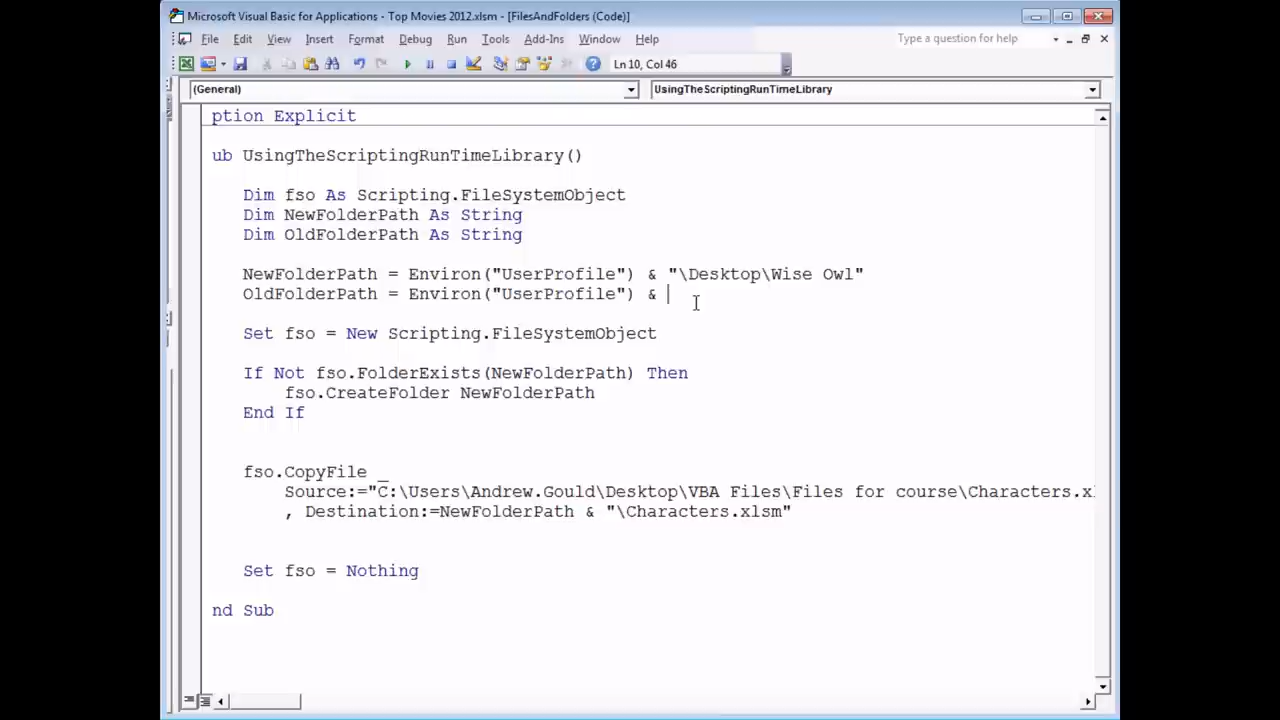 Microsoft Visual Basic for Applications - Top Movies 2012.xlsm - [FilesAndFolders (Code)]
File Edit View Insert Format Debug Run Tools Add-Ins Window Help Type a question for help
Ln 10, Col 46
(General) UsingTheScriptingRunTimeLibrary
ption Explicit
ub UsingTheScriptingRunTimeLibrary()
Dim fso As Scripting.FileSystemObject
Dim NewFolderPath As String
Dim OldFolderPath As String
NewFolderPath = Environ("UserProfile") & "\Desktop\Wise Owl"
OldFolderPath = Environ("UserProfile") &
Set fso = New Scripting.FileSystemObject
If Not fso.FolderExists(NewFolderPath) Then
fso.CreateFolder NewFolderPath
End If
fso.CopyFile _
Source:="C:\Users\Andrew.Gould\Desktop\VBA Files\Files for course\Characters.xl
, Destination:=NewFolderPath & "\Characters.xlsm"
Set fso = Nothing
nd Sub